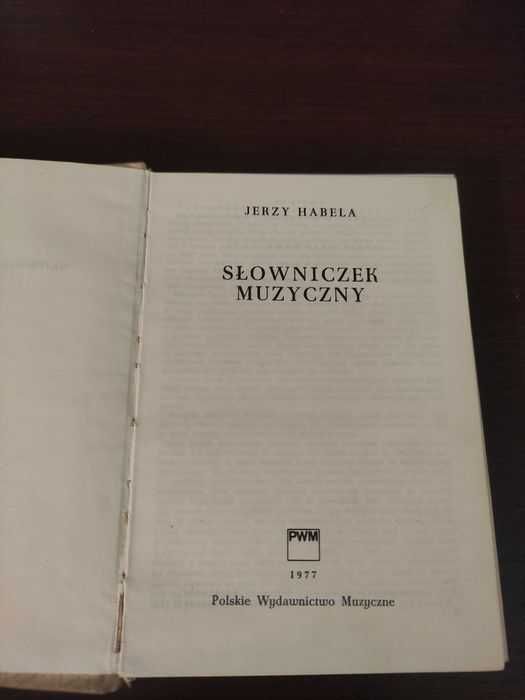 JERZY HABELA
SŁOWNICZEK
MUZYCZNY
PWM
1977
Polskie Wydawnictwo Muzyczne